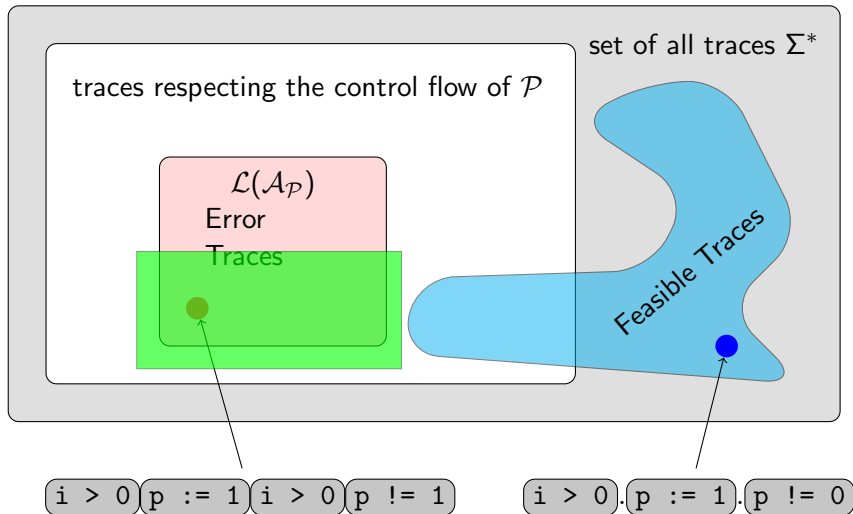 set of all traces Σ*
traces respecting the control flow of 𝒫
ℒ(𝒜_𝒫)
Error
Traces
Feasible Traces
i > 0 p := 1 i > 0 p != 1
i > 0 . p := 1 . p != 0